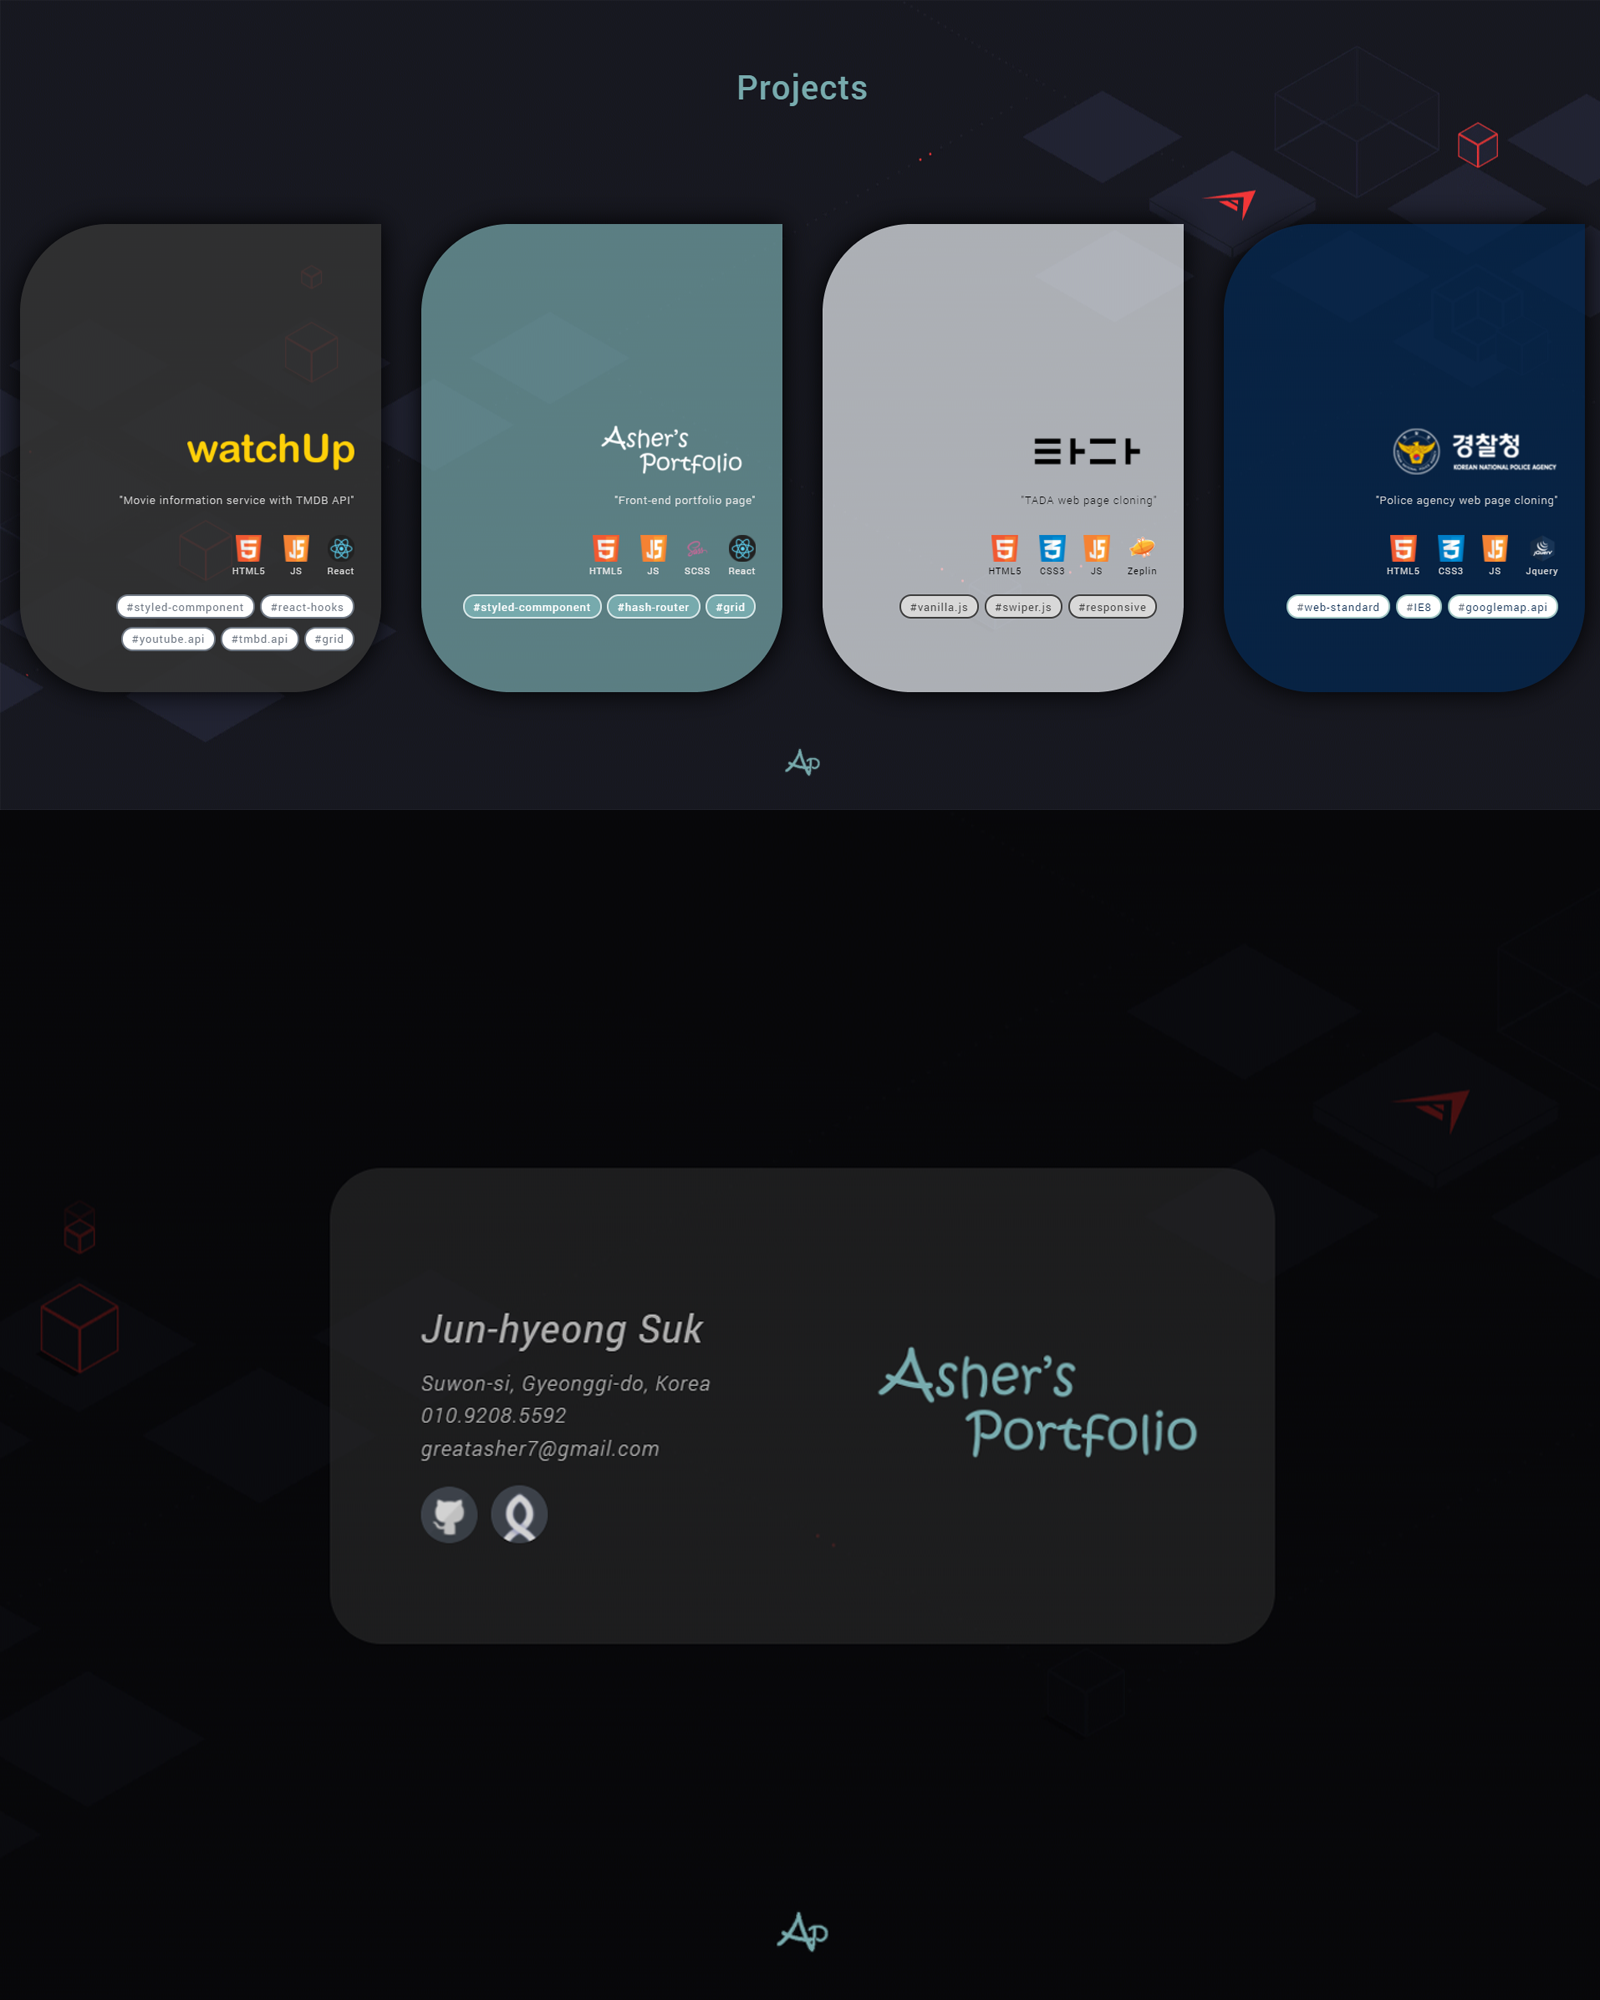 Projects
watchUp
"Movie information service with TMDB API"
HTML5 JS React
#styled-commponent #react-hooks
#youtube.api #tmbd.api #grid
Asher's
Portfolio
"Front-end portfolio page"
HTML5 JS SCSS React
#styled-commponent #hash-router #grid
타다
"TADA web page cloning"
HTML5 CSS3 JS Zeplin
#vanilla.js #swiper.js #responsive
경찰청
KOREAN NATIONAL POLICE AGENCY
"Police agency web page cloning"
HTML5 CSS3 JS Jquery
#web-standard #IE8 #googlemap.api
Ap
Jun-hyeong Suk
Suwon-si, Gyeonggi-do, Korea
010.9208.5592
greatasher7@gmail.com
Asher's
Portfolio
Ap